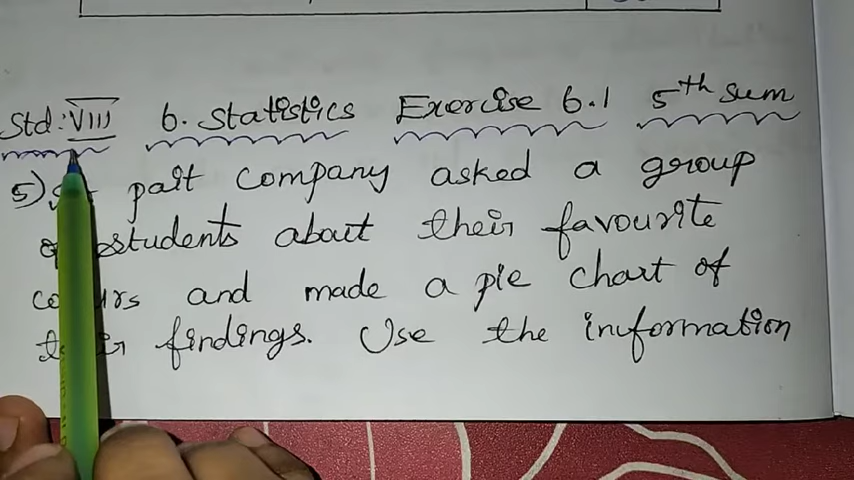 Std: VIII 6. Statistics Exercise 6.1 5th sum
5) part Company asked a group
students about their favourite
and made a pie chart of
findings. Use the information